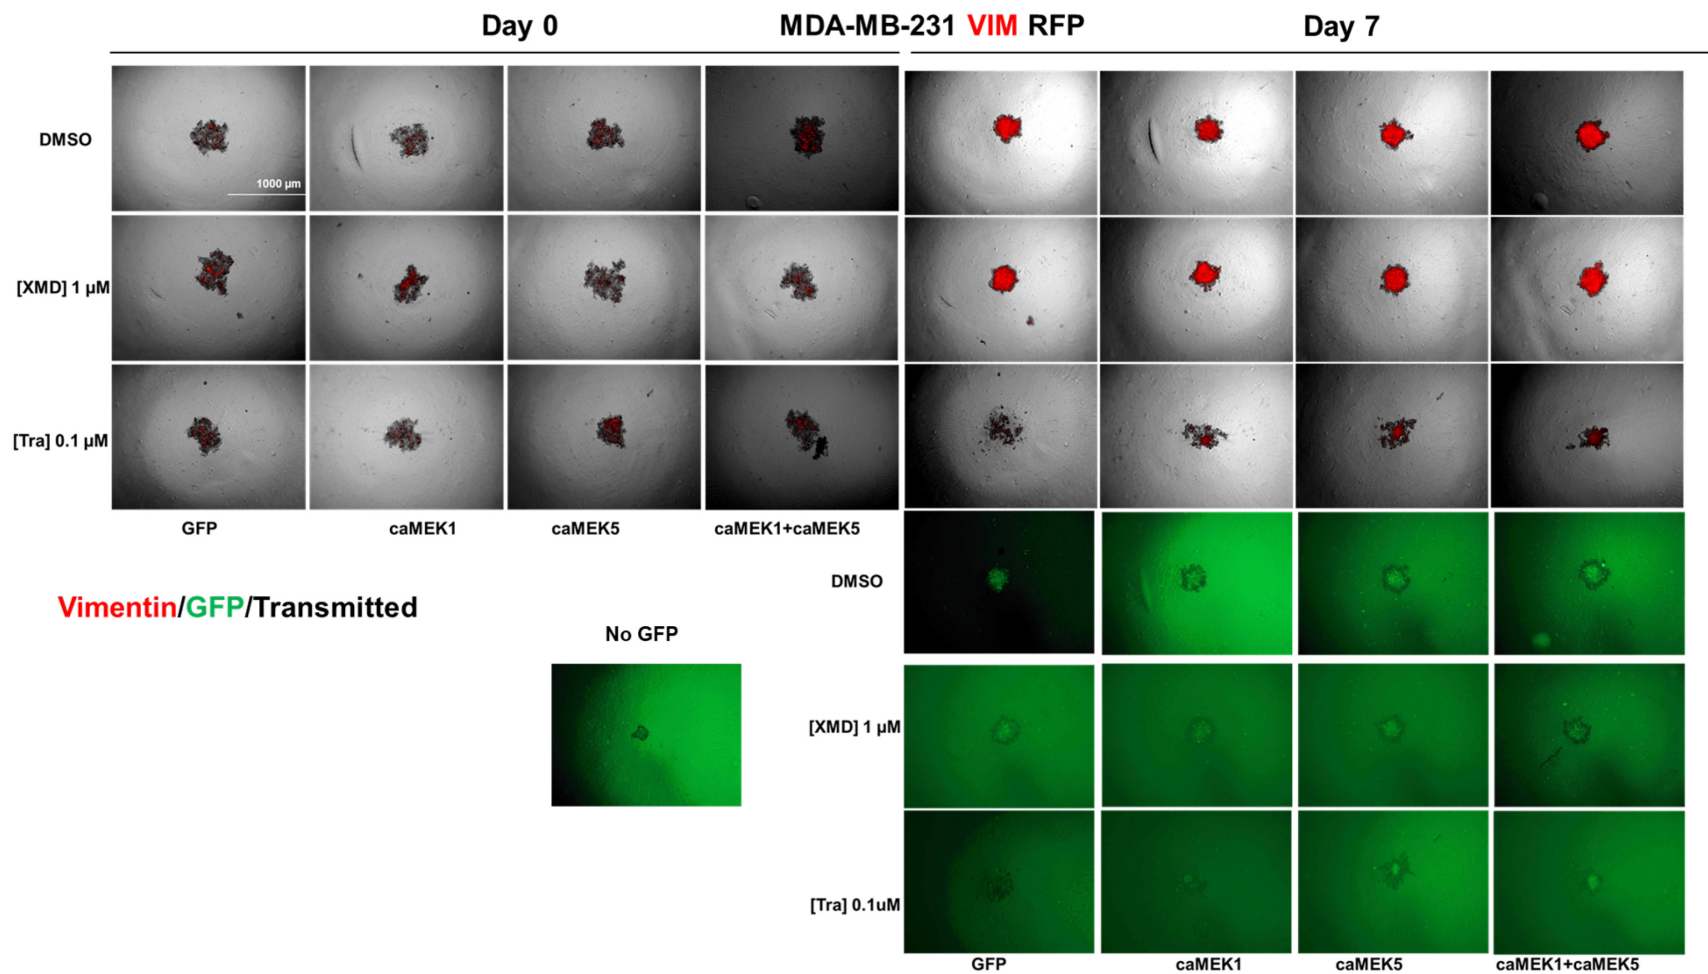 Day 0
MDA-MB-231 VIM RFP
Day 7
DMSO
1000 µm
[XMD] 1 µM
[Tra] 0.1 µM
GFP
caMEK1
caMEK5
caMEK1+caMEK5
DMSO
Vimentin/GFP/Transmitted
No GFP
[XMD] 1 µM
[Tra] 0.1uM
GFP
caMEK1
caMEK5
caMEK1+caMEK5